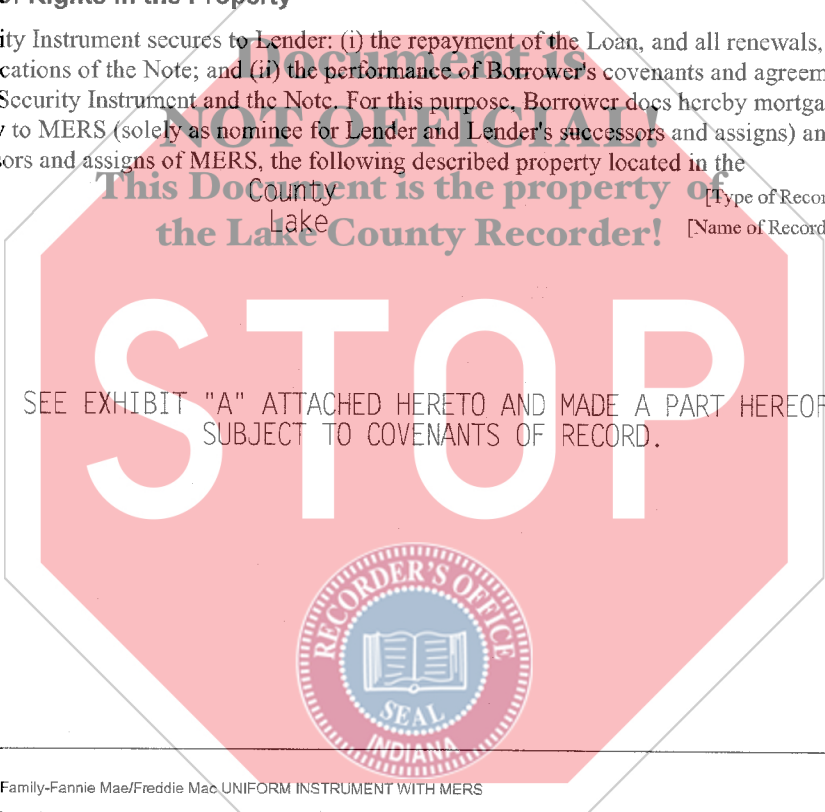 of Rights in the Property
ity Instrument secures to Lender: (i) the repayment of the Loan, and all renewals,
Document is
cations of the Note; and (ii) the performance of Borrower's covenants and agreem
Security Instrument and the Note. For this purpose, Borrower does hereby mortga
NOT OFFICIAL!
to MERS (solely as nominee for Lender and Lender's successors and assigns) an
sors and assigns of MERS, the following described property located in the
This Document is the property of
County [Type of Recor
the Lake County Recorder!
Lake [Name of Record
STOP
SEE EXHIBIT "A" ATTACHED HERETO AND MADE A PART HEREOF
SUBJECT TO COVENANTS OF RECORD.
RECORDER'S OFFICE
SEAL
INDIANA
Family-Fannie Mae/Freddie Mac UNIFORM INSTRUMENT WITH MERS